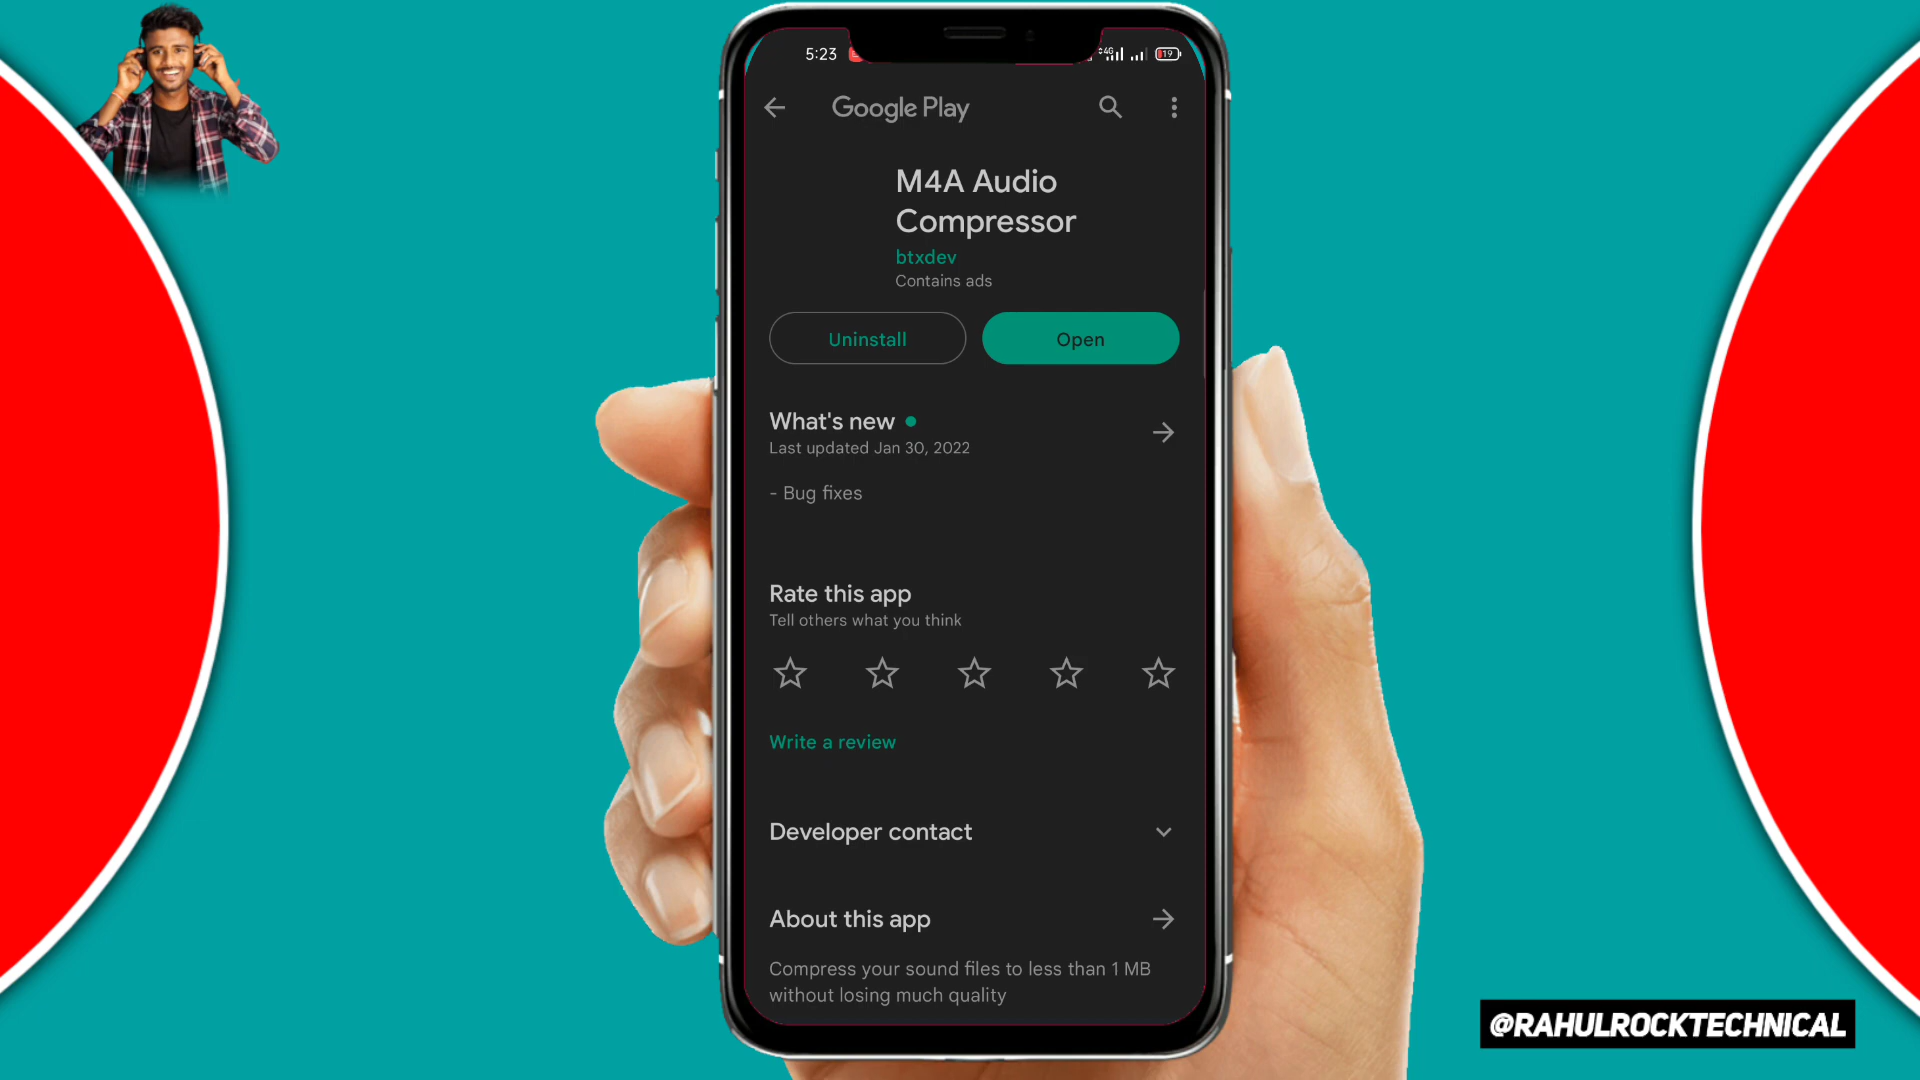 5:23
4G
19
Google Play
M4A Audio
Compressor
btxdev
Contains ads
Uninstall
Open
What's new
Last updated Jan 30, 2022
- Bug fixes
Rate this app
Tell others what you think
Write a review
Developer contact
About this app
Compress your sound files to less than 1 MB
without losing much quality
@RAHULROCKTECHNICAL